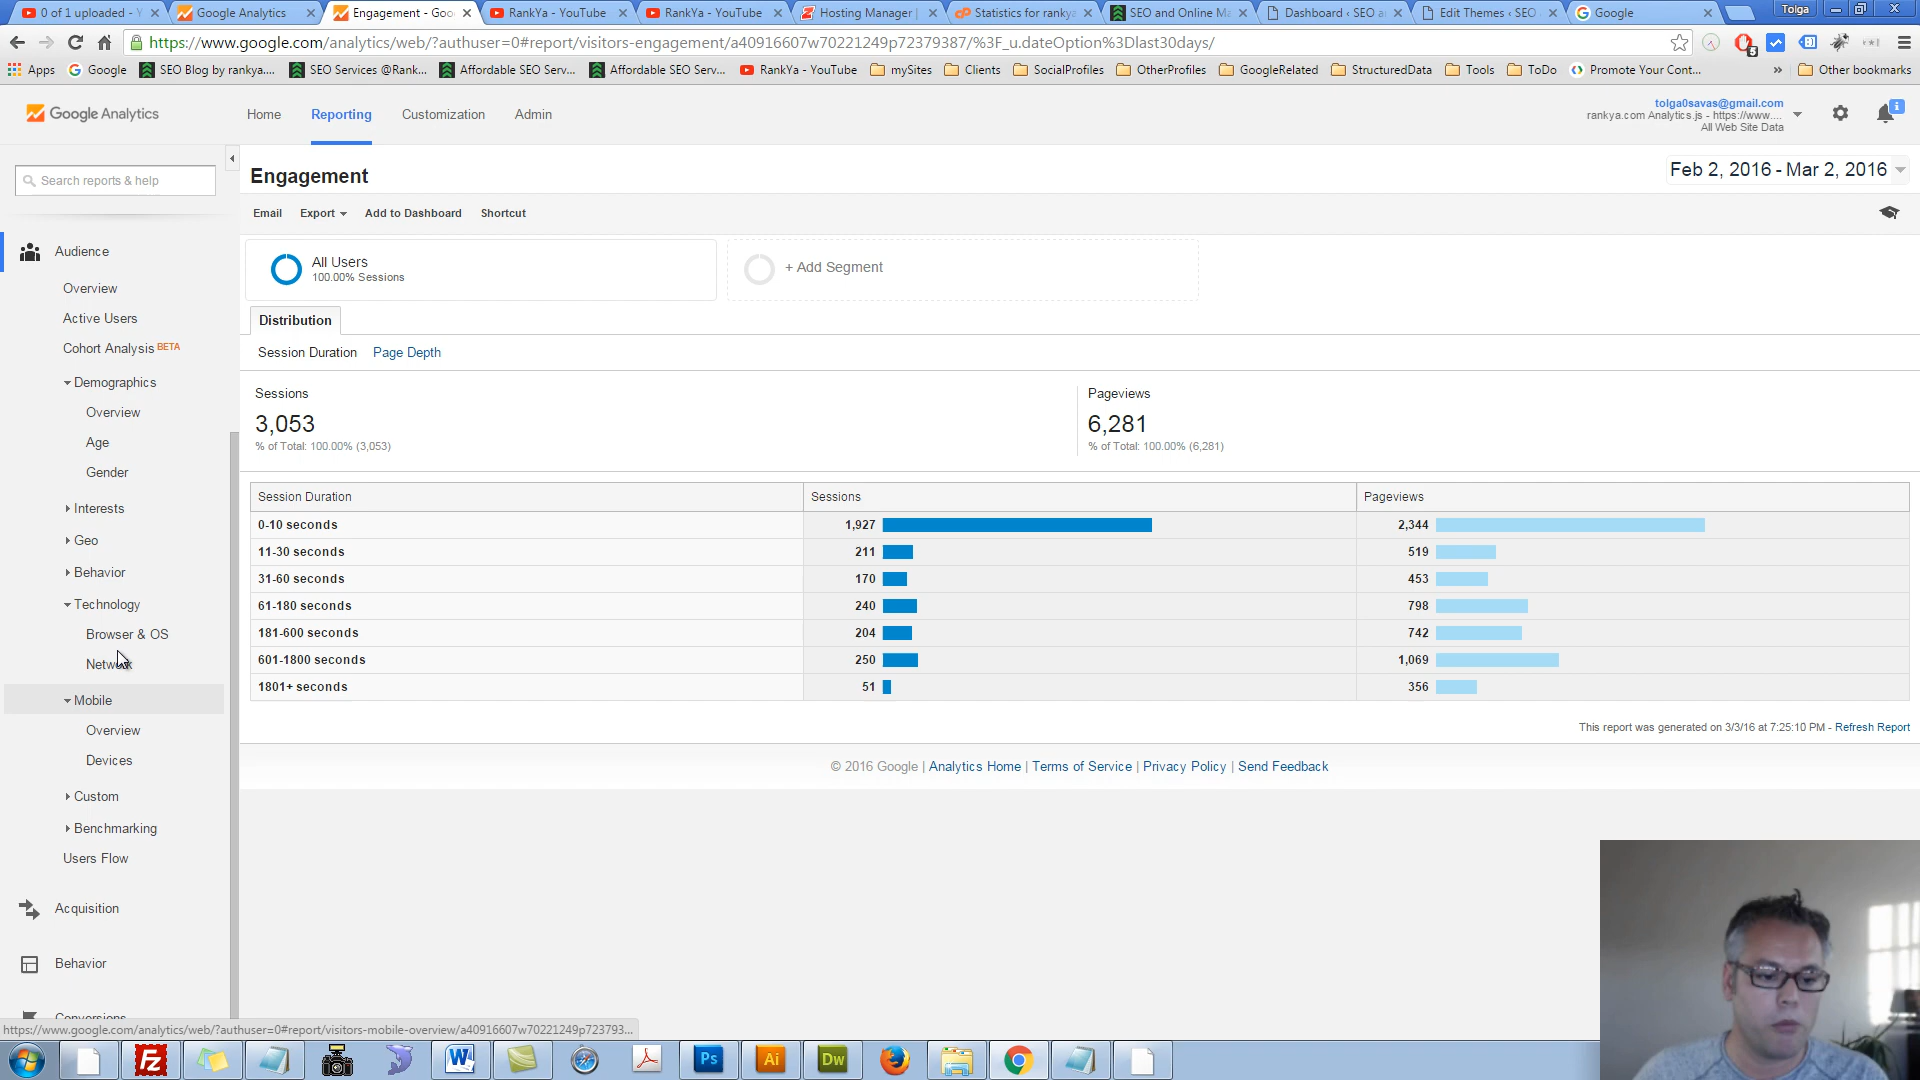 0 of 1 uploaded - Y
Google Analytics
Engagement - Goo
RankYa - YouTube
RankYa - YouTube
Hosting Manager |
Statistics for rankya
SEO and Online Ma
Dashboard ‹ SEO a
Edit Themes ‹ SEO
Google
Tolga
https://www.google.com/analytics/web/?authuser=0#report/visitors-engagement/a40916607w70221249p72379387/%3F_u.dateOption%3Dlast30days/
5
Apps
Google
SEO Blog by rankya....
SEO Services @Rank...
Affordable SEO Serv...
Affordable SEO Serv...
RankYa - YouTube
mySites
Clients
SocialProfiles
OtherProfiles
GoogleRelated
StructuredData
Tools
ToDo
Promote Your Cont...
»
Other bookmarks
Google Analytics
Home
Reporting
Customization
Admin
tolga0savas@gmail.com
rankya.com Analytics.js - https://www....
All Web Site Data
Search reports & help
Audience
Overview
Active Users
Cohort Analysis BETA
Demographics
Overview
Age
Gender
Interests
Geo
Behavior
Technology
Browser & OS
Network
Mobile
Overview
Devices
Custom
Benchmarking
Users Flow
Acquisition
Behavior
Conversions
Engagement
Feb 2, 2016 - Mar 2, 2016
Email
Export
Add to Dashboard
Shortcut
All Users
100.00% Sessions
+ Add Segment
Distribution
Session Duration
Page Depth
Sessions
3,053
% of Total: 100.00% (3,053)
Pageviews
6,281
% of Total: 100.00% (6,281)
Session Duration Sessions Pageviews
0-10 seconds 1,927 2,344
11-30 seconds 211 519
31-60 seconds 170 453
61-180 seconds 240 798
181-600 seconds 204 742
601-1800 seconds 250 1,069
1801+ seconds 51 356
This report was generated on 3/3/16 at 7:25:10 PM - Refresh Report
© 2016 Google | Analytics Home | Terms of Service | Privacy Policy | Send Feedback
https://www.google.com/analytics/web/?authuser=0#report/visitors-mobile-overview/a40916607w70221249p723793...
Fz
W
Ps
Ai
Dw